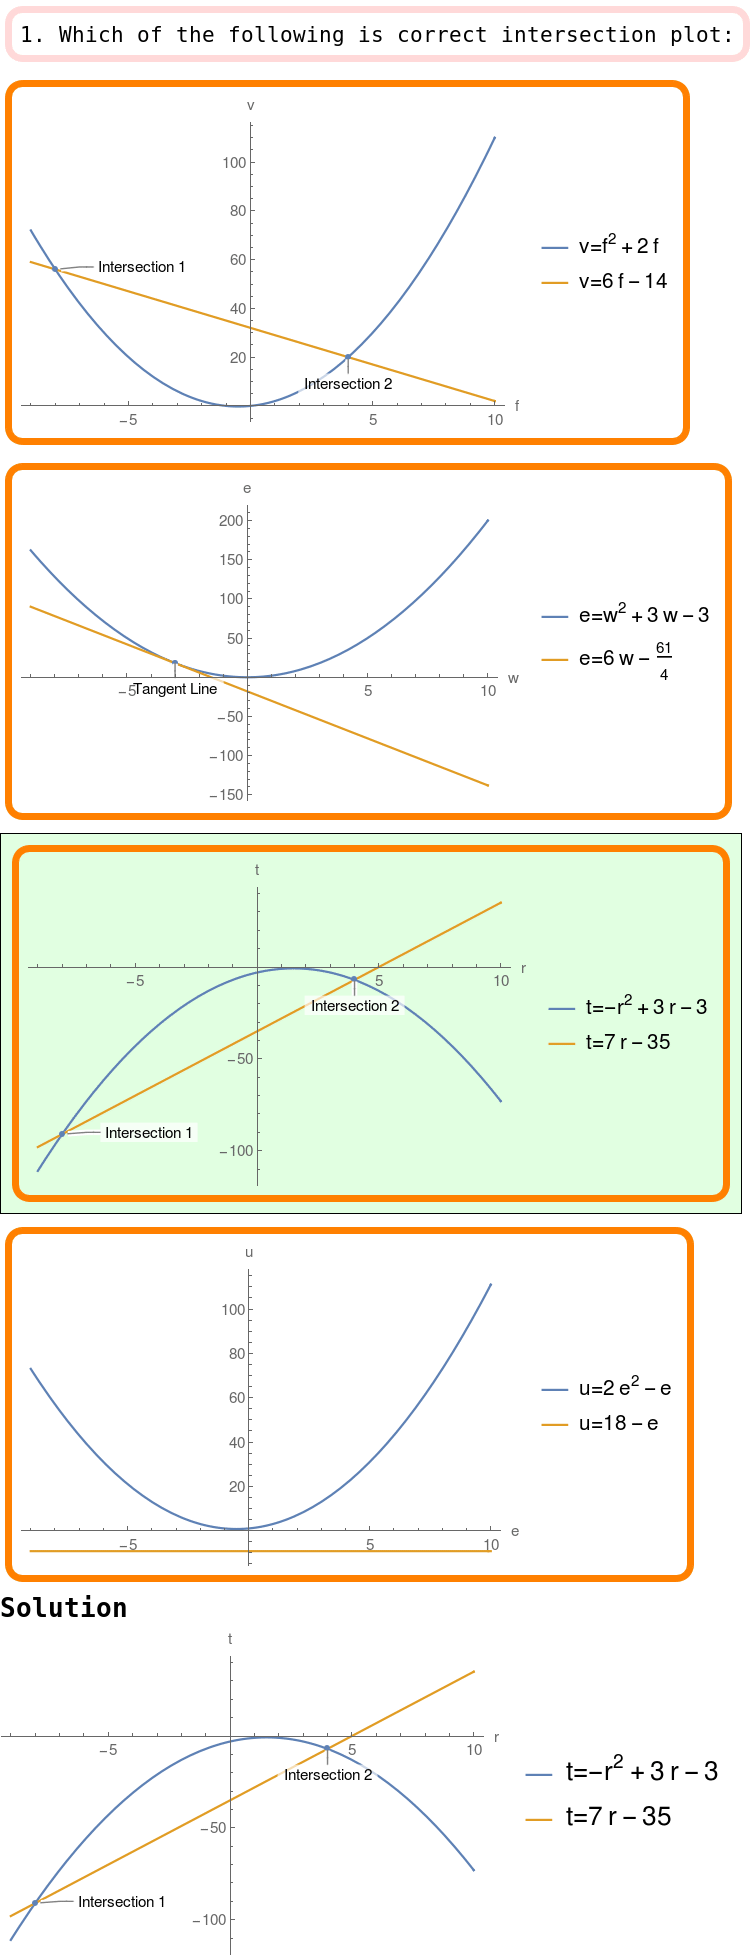 1. Which of the following is correct intersection plot:
v
100
80
60
40
20
-5
5
10
f
Intersection 1
Intersection 2
v=f² + 2 f
v=6 f − 14
e
200
150
100
50
-5
5
10
w
-50
-100
-150
Tangent Line
e=w² + 3 w − 3
e=6 w − 61/4
t
-5
5
10
r
-50
-100
Intersection 2
Intersection 1
t=−r² + 3 r − 3
t=7 r − 35
u
100
80
60
40
20
-5
5
10
e
u=2 e² − e
u=18 − e
Solution
t
-5
5
10
r
-50
-100
Intersection 2
Intersection 1
t=−r² + 3 r − 3
t=7 r − 35